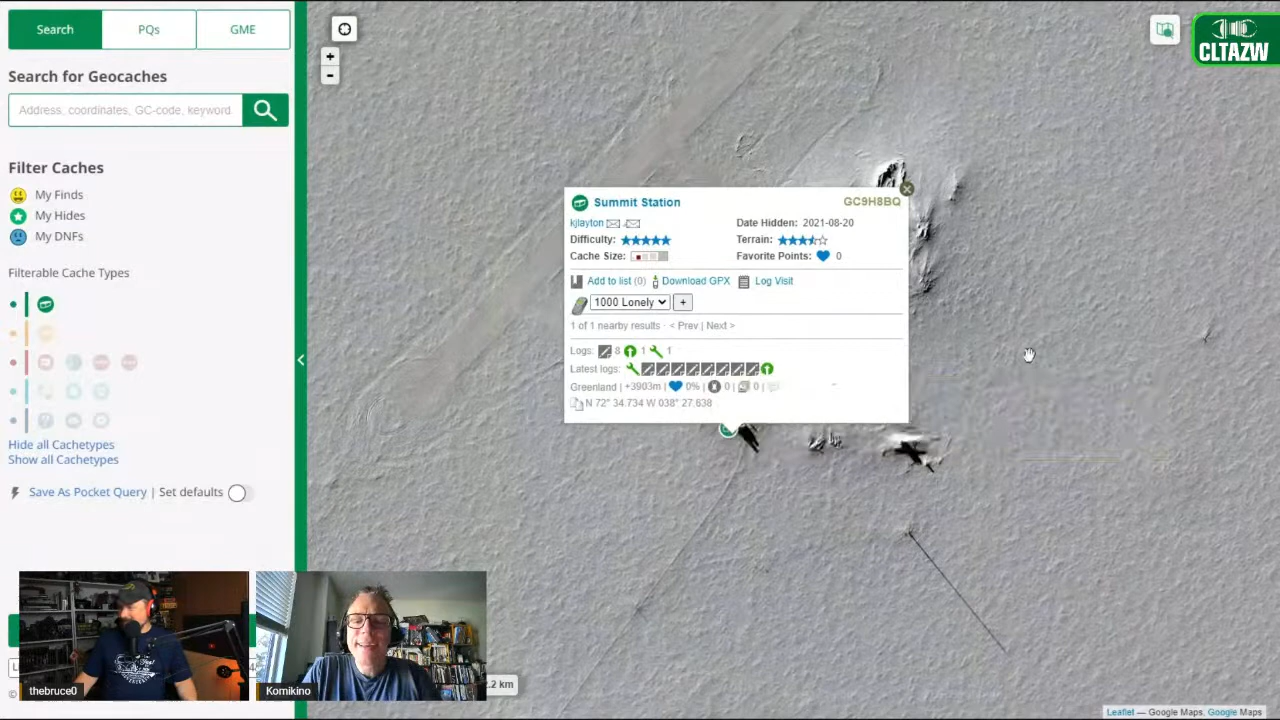 Search
PQs
GME
Search for Geocaches
Address, coordinates, GC-code, keyword.
Filter Caches
My Finds
My Hides
My DNFs
Filterable Cache Types
Hide all Cachetypes
Show all Cachetypes
Save As Pocket Query | Set defaults
+
-
CLTAZW
Summit Station
GC9H8BQ
kjlayton
Date Hidden: 2021-08-20
Difficulty:
Terrain:
Cache Size:
Favorite Points: 0
Add to list (0)
Download GPX
Log Visit
1000 Lonely
+
1 of 1 nearby results - < Prev | Next >
Logs: 8 1 1
Latest logs:
Greenland | +3903m | 0% | 0 | 0 |
N 72° 34.734 W 038° 27.638
thebruce0
Komikino
.2 km
Leaflet — Google Maps, Google Maps